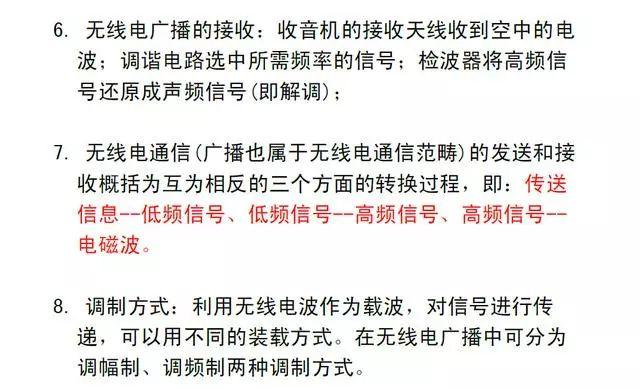 6. 无线电广播的接收：收音机的接收天线收到空中的电
波；调谐电路选中所需频率的信号；检波器将高频信
号还原成声频信号(即解调)；
7. 无线电通信(广播也属于无线电通信范畴)的发送和接
收概括为互为相反的三个方面的转换过程，即：传送
信息--低频信号、低频信号--高频信号、高频信号--
电磁波。
8. 调制方式：利用无线电波作为载波，对信号进行传
递，可以用不同的装载方式。在无线电广播中可分为
调幅制、调频制两种调制方式。